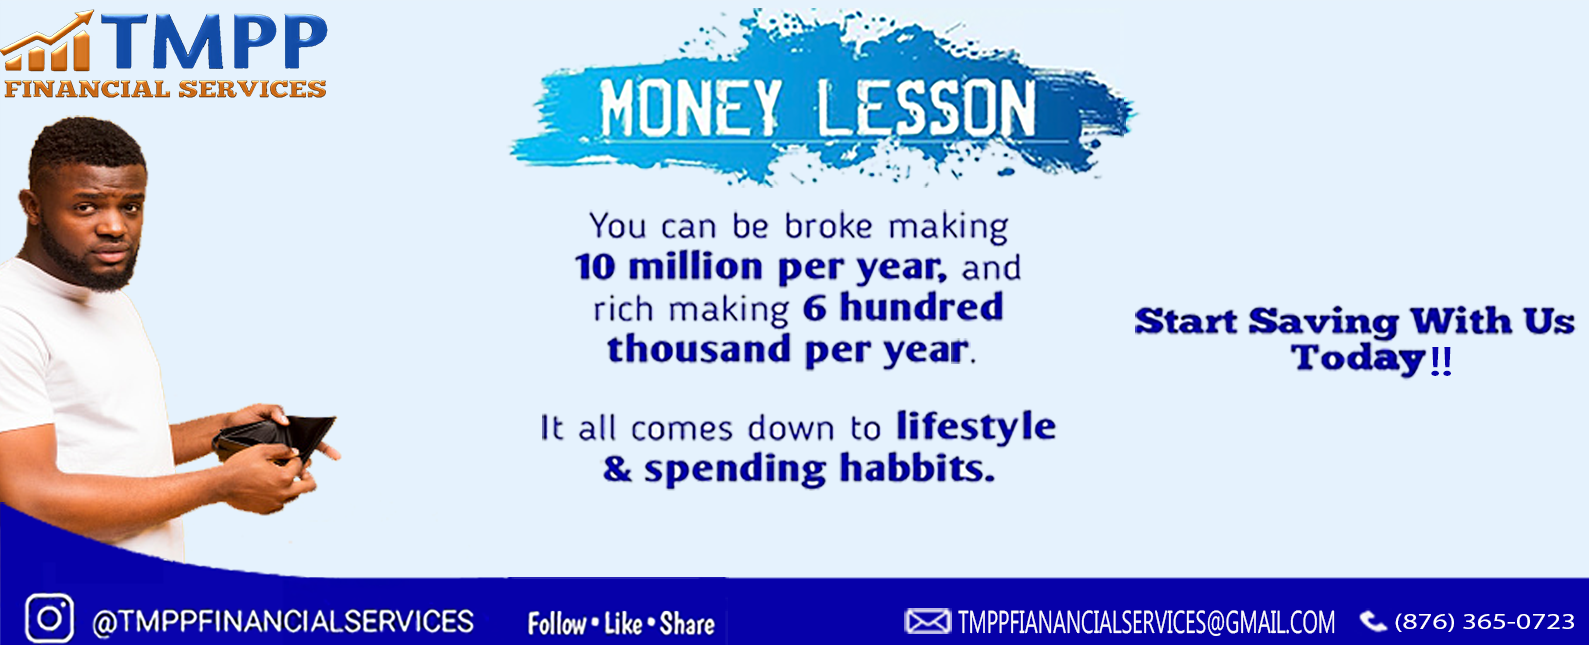 TMPP
FINANCIAL SERVICES
MONEY LESSON
You can be broke making
10 million per year, and
rich making 6 hundred
thousand per year.
It all comes down to lifestyle
& spending habbits.
Start Saving With Us
Today!!
@TMPPFINANCIALSERVICES
Follow • Like • Share
TMPPFIANANCIALSERVICES@GMAIL.COM
(876) 365-0723